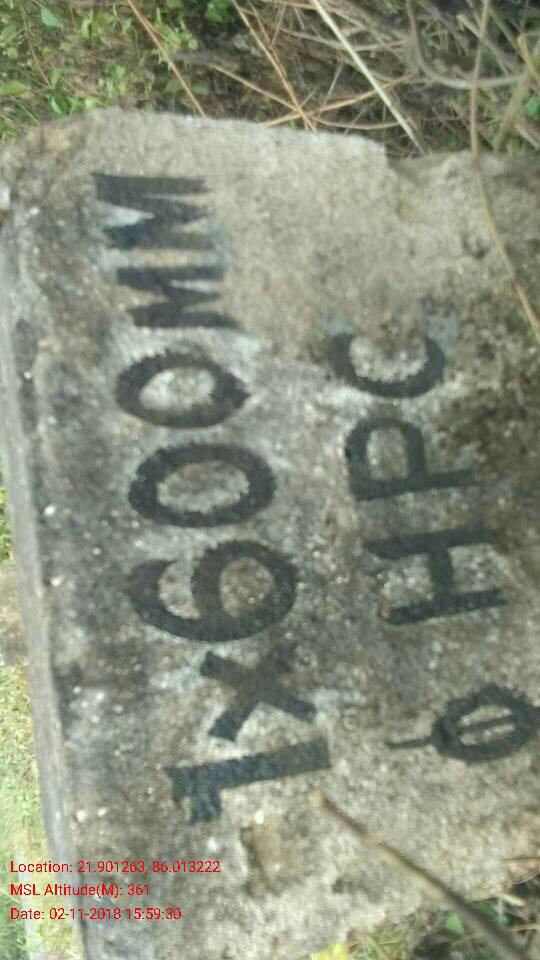 1x600MM
Φ HPC
Location: 21.901263, 86.013222
MSL Altitude(M): 361
Date: 02-11-2018 15:59:30